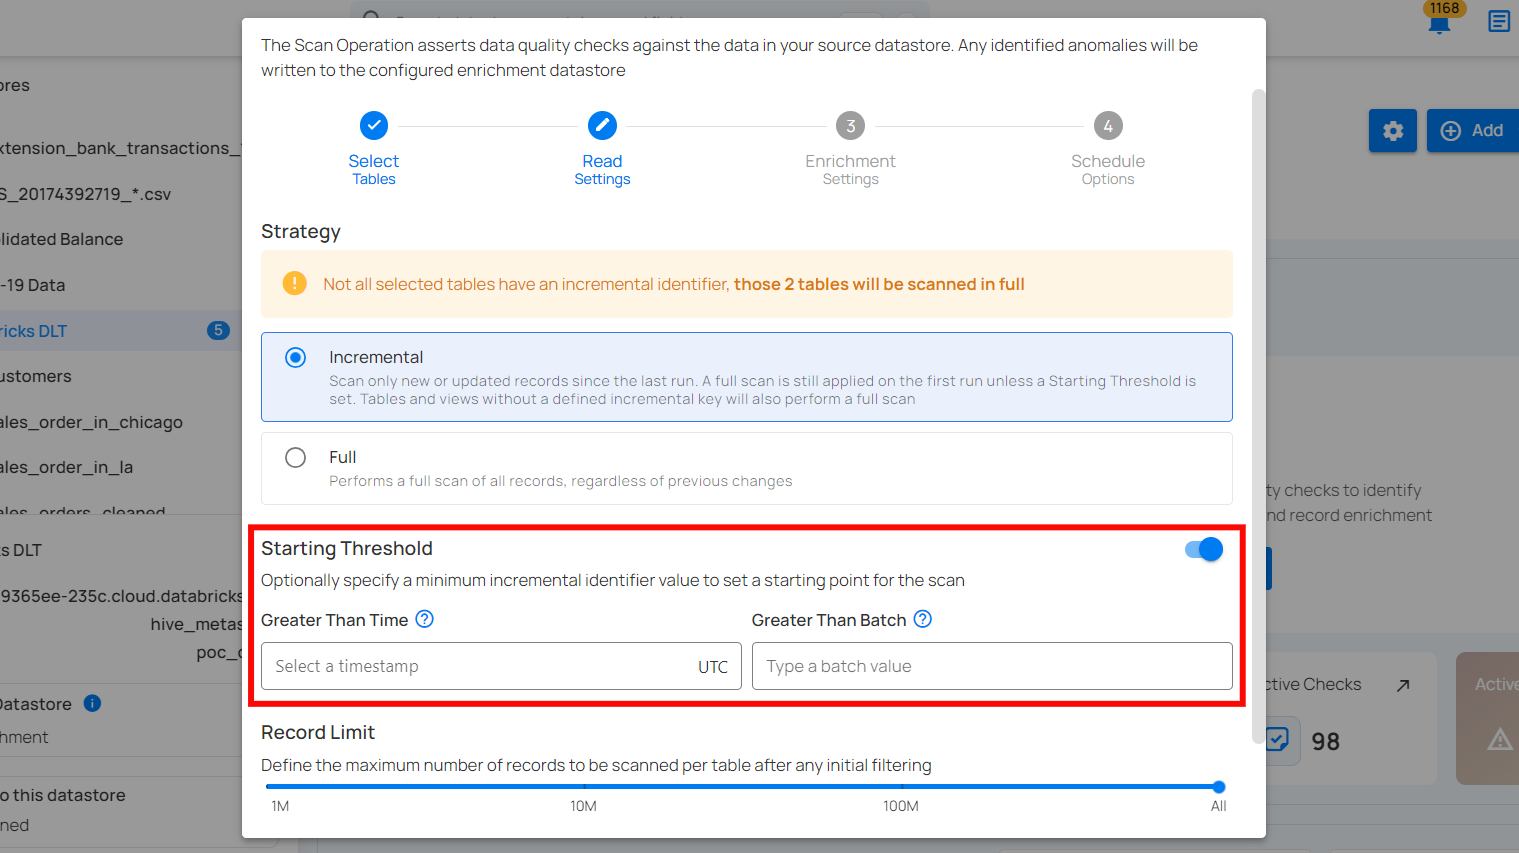 1168
The Scan Operation asserts data quality checks against the data in your source datastore. Any identified anomalies will be
written to the configured enrichment datastore
ores
Add
3
4
Select
Tables
Read
Settings
Enrichment
Settings
Schedule
Options
xtension_bank_transactions_
S_20174392719_*.csv
lidated Balance
-19 Data
ricks DLT
5
ustomers
ales_order_in_chicago
ales_order_in_la
ales_orders_cleaned
s DLT
9365ee-235c.cloud.databricks
hive_metas
poc_
Datastore
hment
o this datastore
ned
Strategy
Not all selected tables have an incremental identifier, those 2 tables will be scanned in full
Incremental
Scan only new or updated records since the last run. A full scan is still applied on the first run unless a Starting Threshold is
set. Tables and views without a defined incremental key will also perform a full scan
Full
Performs a full scan of all records, regardless of previous changes
Starting Threshold
Optionally specify a minimum incremental identifier value to set a starting point for the scan
Greater Than Time ?
Greater Than Batch ?
Select a timestamp UTC
Type a batch value
Record Limit
Define the maximum number of records to be scanned per table after any initial filtering
1M 10M 100M All
ty checks to identify
nd record enrichment
ctive Checks
98
Active